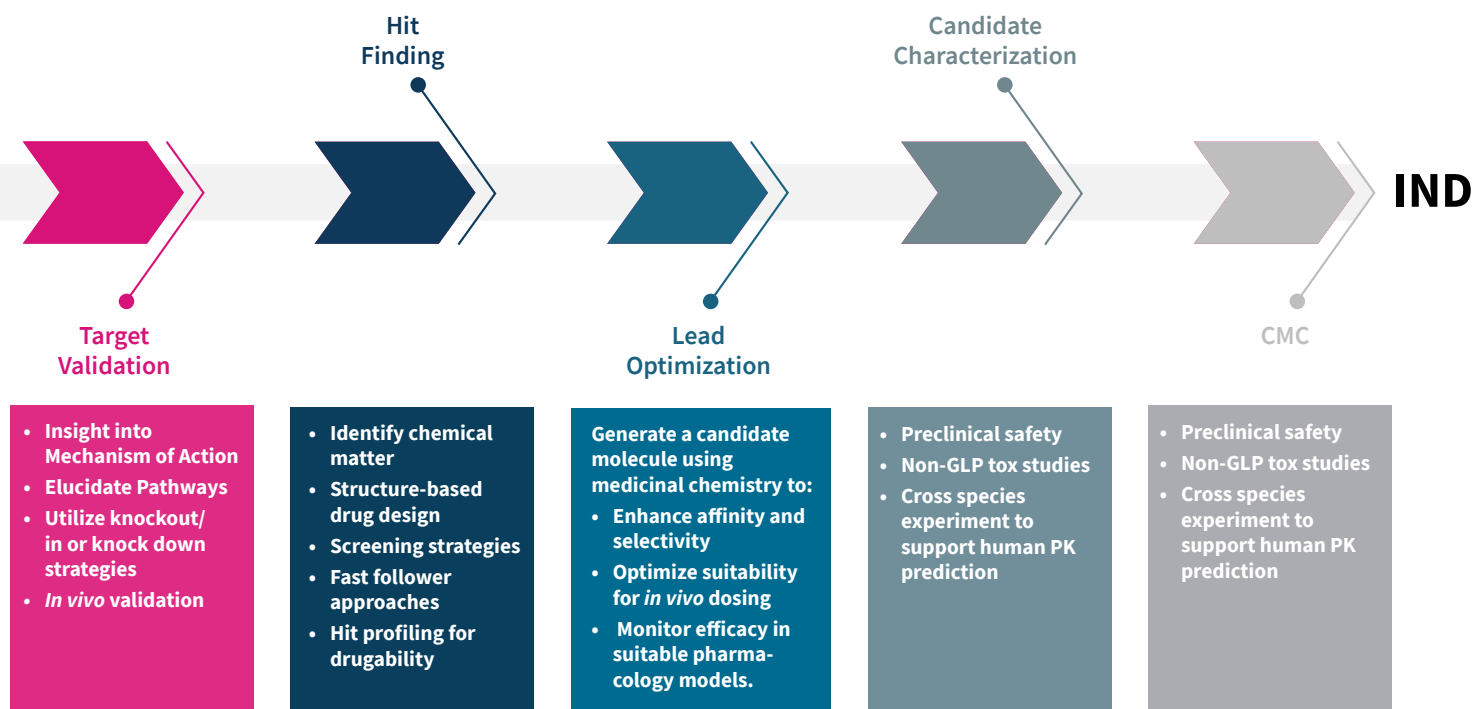 Hit
Finding
Candidate
Characterization
IND
Target
Validation
Lead
Optimization
CMC
• Insight into
Mechanism of Action
• Elucidate Pathways
• Utilize knockout/
in or knock down
strategies
• In vivo validation
• Identify chemical
matter
• Structure-based
drug design
• Screening strategies
• Fast follower
approaches
• Hit profiling for
drugability
Generate a candidate
molecule using
medicinal chemistry to:
• Enhance affinity and
selectivity
• Optimize suitability
for in vivo dosing
• Monitor efficacy in
suitable pharma-
cology models.
• Preclinical safety
• Non-GLP tox studies
• Cross species
experiment to
support human PK
prediction
• Preclinical safety
• Non-GLP tox studies
• Cross species
experiment to
support human PK
prediction